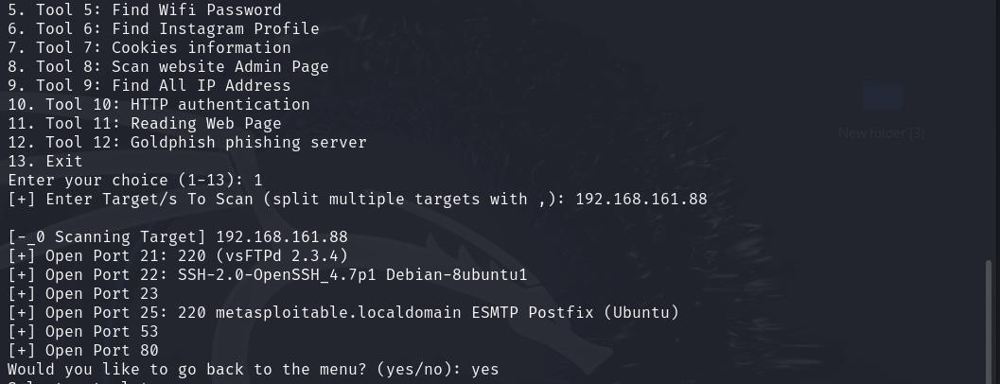 5. Tool 5: Find Wifi Password
6. Tool 6: Find Instagram Profile
7. Tool 7: Cookies information
8. Tool 8: Scan website Admin Page
9. Tool 9: Find All IP Address
10. Tool 10: HTTP authentication
11. Tool 11: Reading Web Page
12. Tool 12: Goldphish phishing server
13. Exit
Enter your choice (1-13): 1
[+] Enter Target/s To Scan (split multiple targets with ,): 192.168.161.88
[-_0 Scanning Target] 192.168.161.88
[+] Open Port 21: 220 (vsFTPd 2.3.4)
[+] Open Port 22: SSH-2.0-OpenSSH_4.7p1 Debian-8ubuntu1
[+] Open Port 23
[+] Open Port 25: 220 metasploitable.localdomain ESMTP Postfix (Ubuntu)
[+] Open Port 53
[+] Open Port 80
Would you like to go back to the menu? (yes/no): yes
New folder (3)